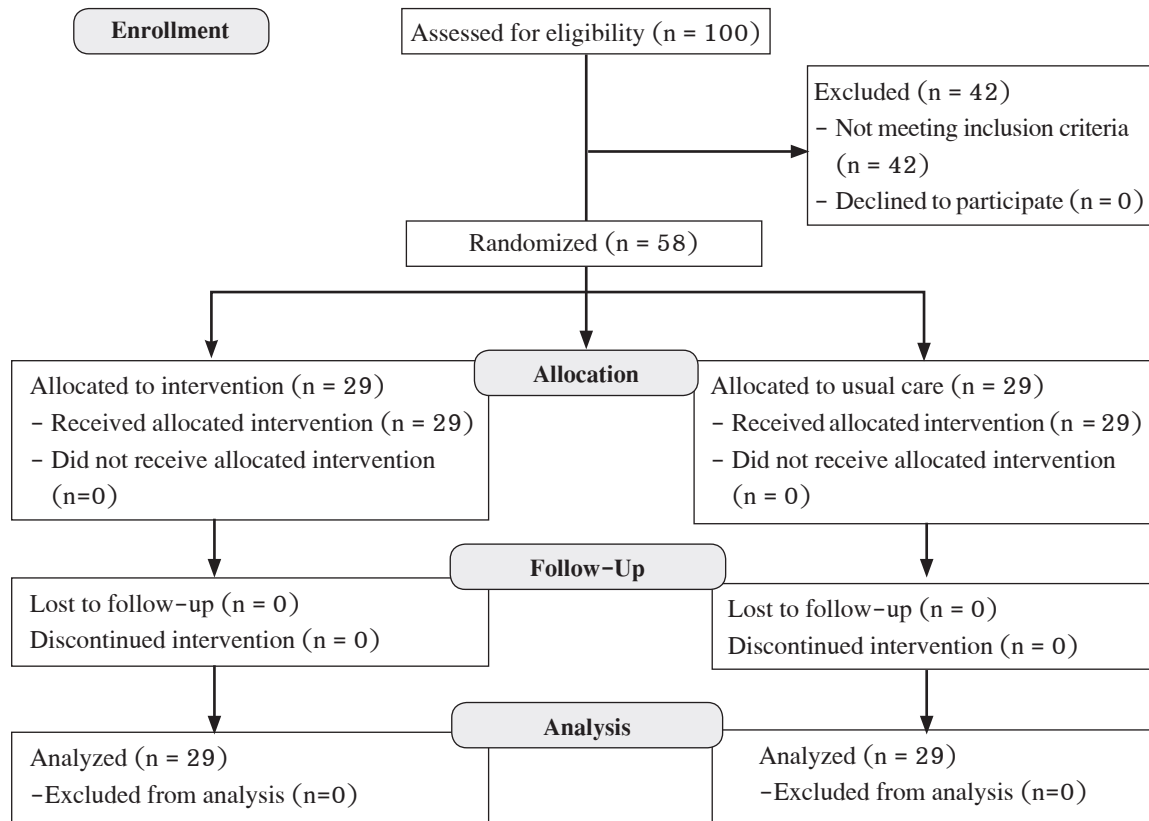 Enrollment
Assessed for eligibility (n = 100)
Excluded (n = 42)
- Not meeting inclusion criteria
(n = 42)
- Declined to participate (n = 0)
Randomized (n = 58)
Allocation
Allocated to intervention (n = 29)
- Received allocated intervention (n = 29)
- Did not receive allocated intervention
(n=0)
Allocated to usual care (n = 29)
- Received allocated intervention (n = 29)
- Did not receive allocated intervention
(n = 0)
Follow-Up
Lost to follow-up (n = 0)
Discontinued intervention (n = 0)
Lost to follow-up (n = 0)
Discontinued intervention (n = 0)
Analysis
Analyzed (n = 29)
-Excluded from analysis (n=0)
Analyzed (n = 29)
-Excluded from analysis (n=0)